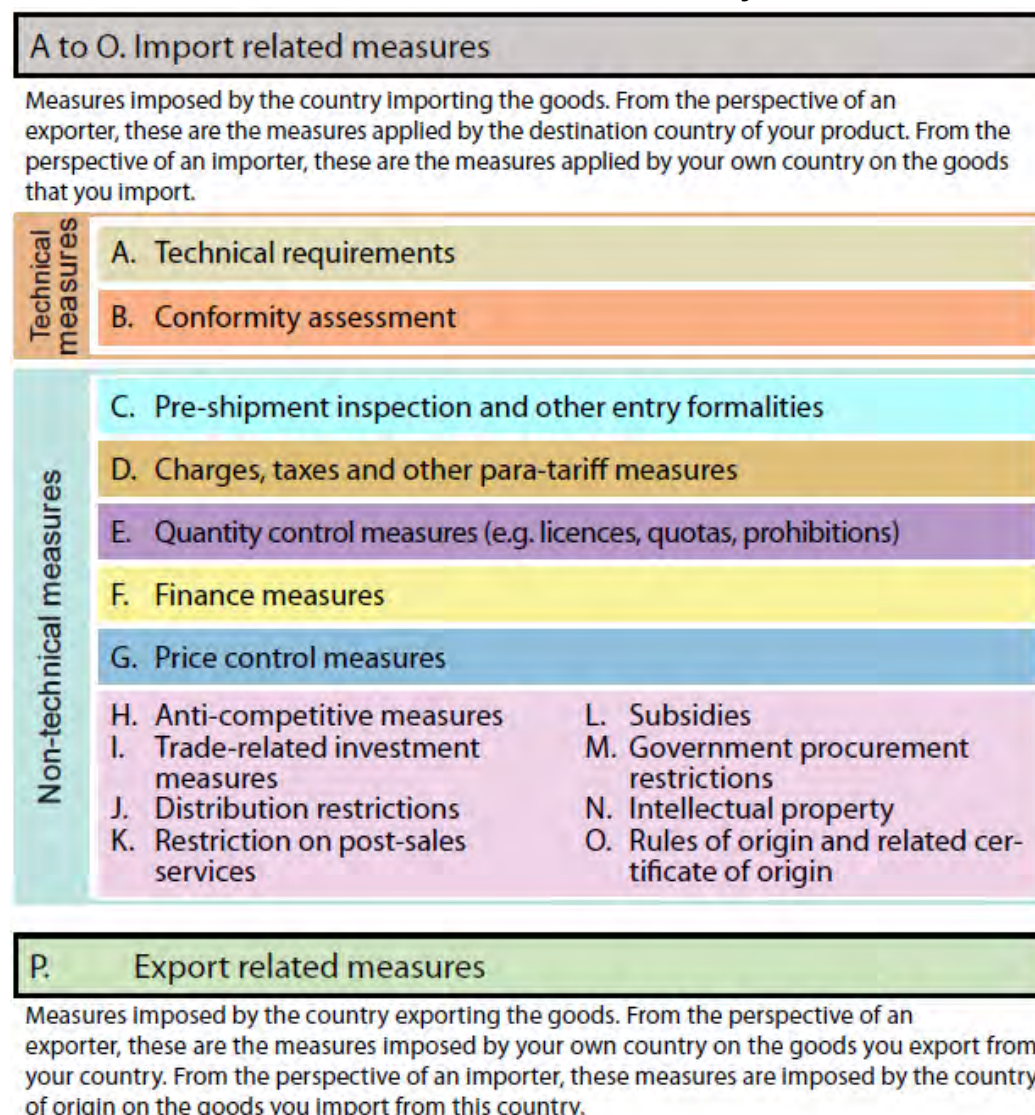 A to O. Import related measures
Measures imposed by the country importing the goods. From the perspective of an
exporter, these are the measures applied by the destination country of your product. From the
perspective of an importer, these are the measures applied by your own country on the goods
that you import.
Technical
measures
A. Technical requirements
B. Conformity assessment
Non-technical measures
C. Pre-shipment inspection and other entry formalities
D. Charges, taxes and other para-tariff measures
E. Quantity control measures (e.g. licences, quotas, prohibitions)
F. Finance measures
G. Price control measures
H. Anti-competitive measures
I. Trade-related investment
measures
J. Distribution restrictions
K. Restriction on post-sales
services
L. Subsidies
M. Government procurement
restrictions
N. Intellectual property
O. Rules of origin and related cer-
tificate of origin
P. Export related measures
Measures imposed by the country exporting the goods. From the perspective of an
exporter, these are the measures imposed by your own country on the goods you export from
your country. From the perspective of an importer, these measures are imposed by the country
of origin on the goods you import from this country.